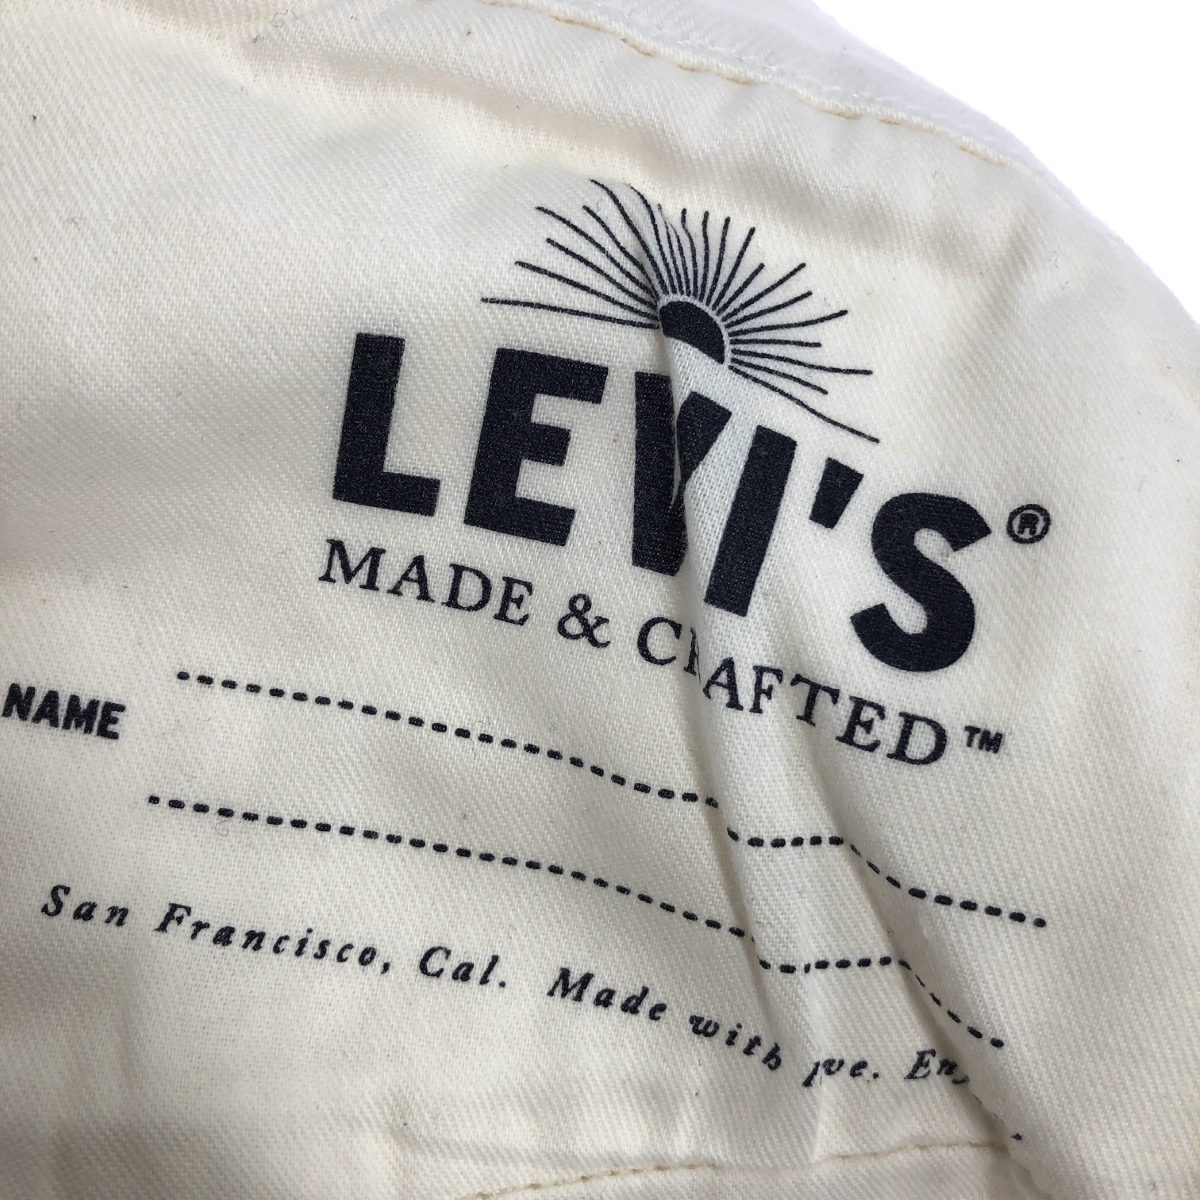 LEVI'S®
MADE & CRAFTED™
NAME
San Francisco, Cal. Made with